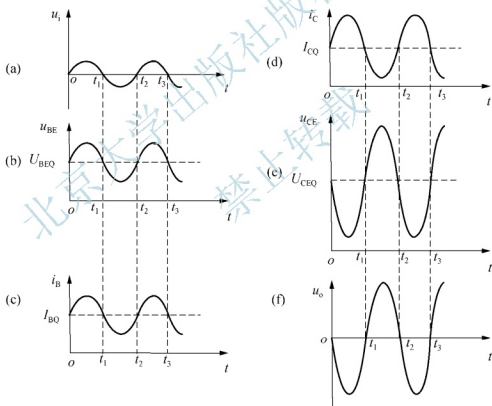 (a) u_i
o t_1 t_2 t_3 t
(b) u_BE
U_BEQ
o t_1 t_2 t_3 t
(c) i_B
I_BQ
o t_1 t_2 t_3 t
(d) i_C
I_CQ
o t_1 t_2 t_3 t
(e) u_CE
U_CEQ
o t_1 t_2 t_3 t
(f) u_o
o t_1 t_2 t_3 t
北京大学出版社版权
禁止转载